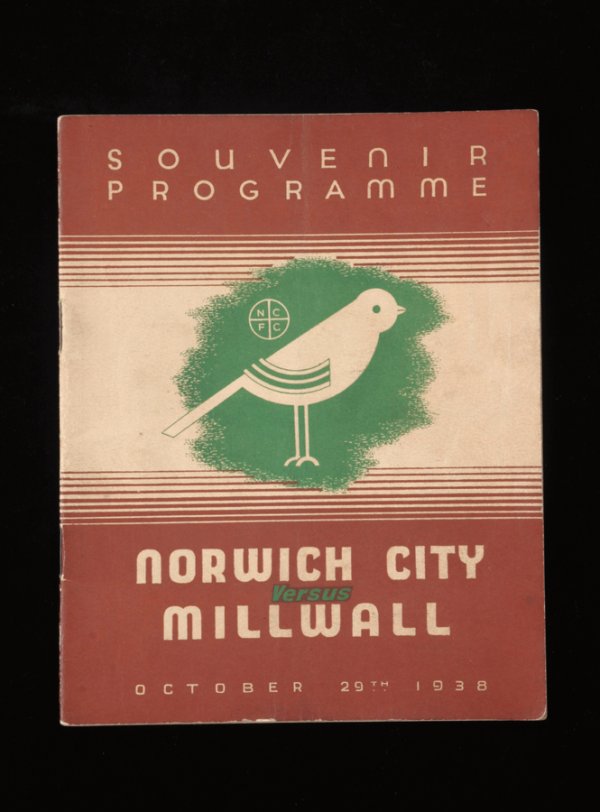 SOUVENIR
PROGRAMME
N C
F C
NORWICH CITY
Versus
MILLWALL
OCTOBER 29TH 1938